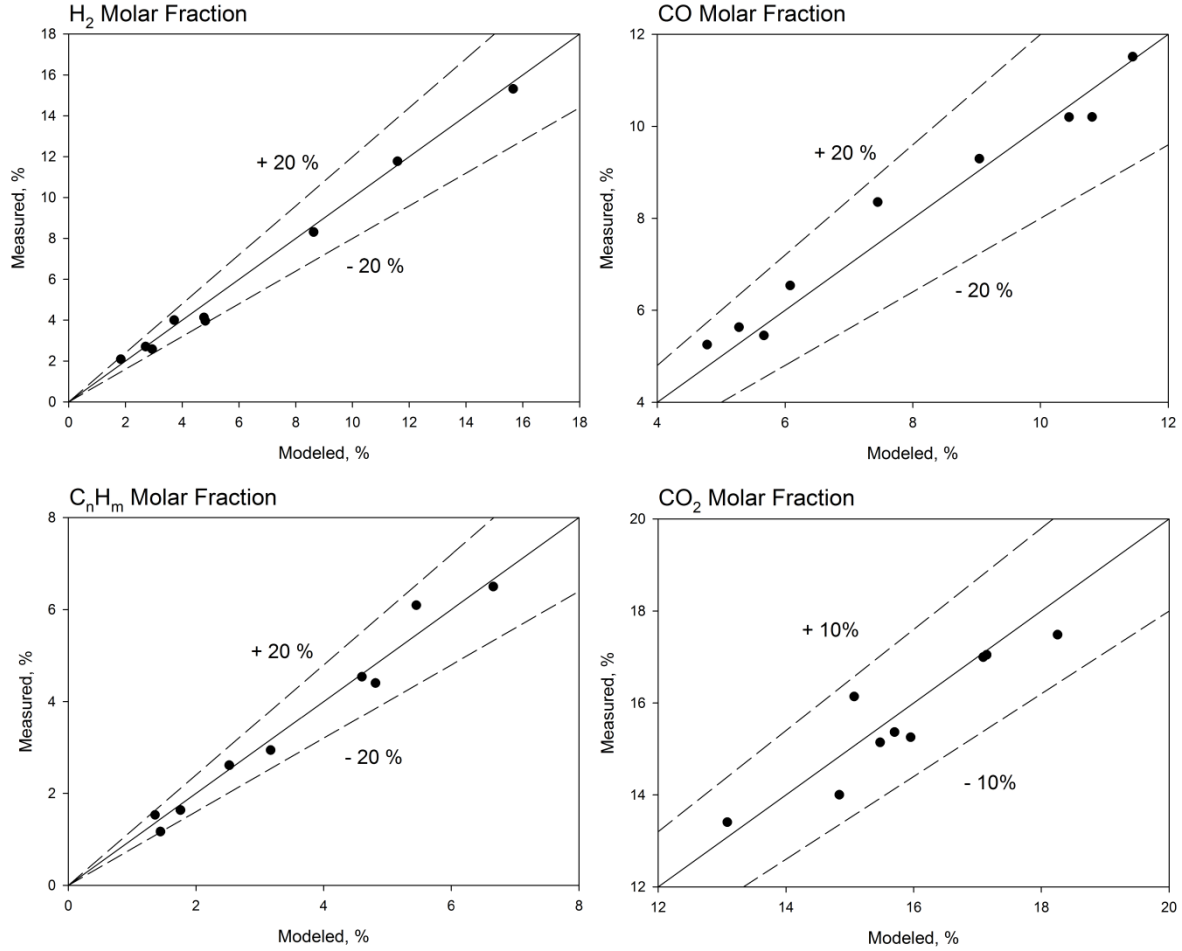 H2 Molar Fraction
18
16
14
12
10
8
6
4
2
0
Measured, %
+ 20 %
- 20 %
0 2 4 6 8 10 12 14 16 18
Modeled, %
CO Molar Fraction
12
10
8
6
4
Measured, %
+ 20 %
- 20 %
4 6 8 10 12
Modeled, %
CnHm Molar Fraction
8
6
4
2
0
Measured, %
+ 20 %
- 20 %
0 2 4 6 8
Modeled, %
CO2 Molar Fraction
20
18
16
14
12
Measured, %
+ 10%
- 10%
12 14 16 18 20
Modeled, %